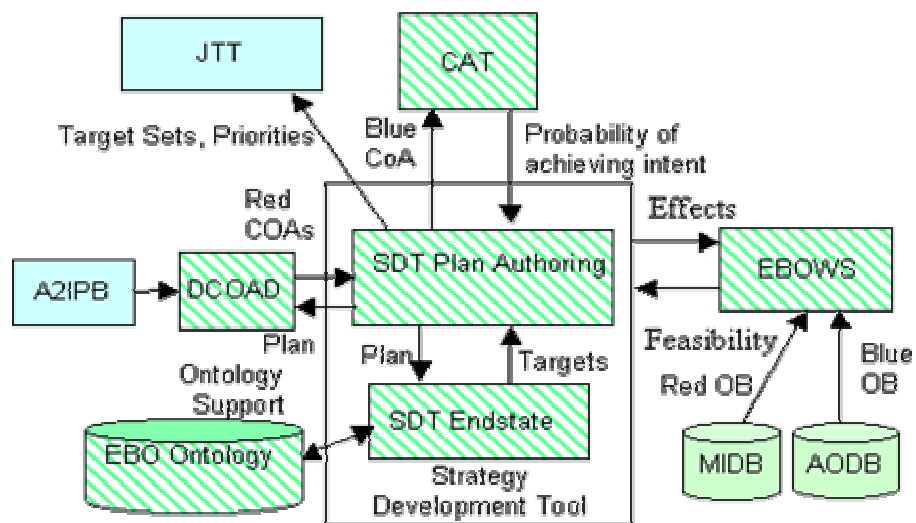 JTT
CAT
Target Sets, Priorities
Blue
CoA
Probability of
achieving intent
Red
COAs
Effects
SDT Plan Authoring
A2IPB
DCOAD
EBOWS
Plan
Plan
Targets
Feasibility
Red OB
Blue
OB
Ontology
Support
SDT Endstate
EBO Ontology
MIDB
AODB
Strategy
Development Tool